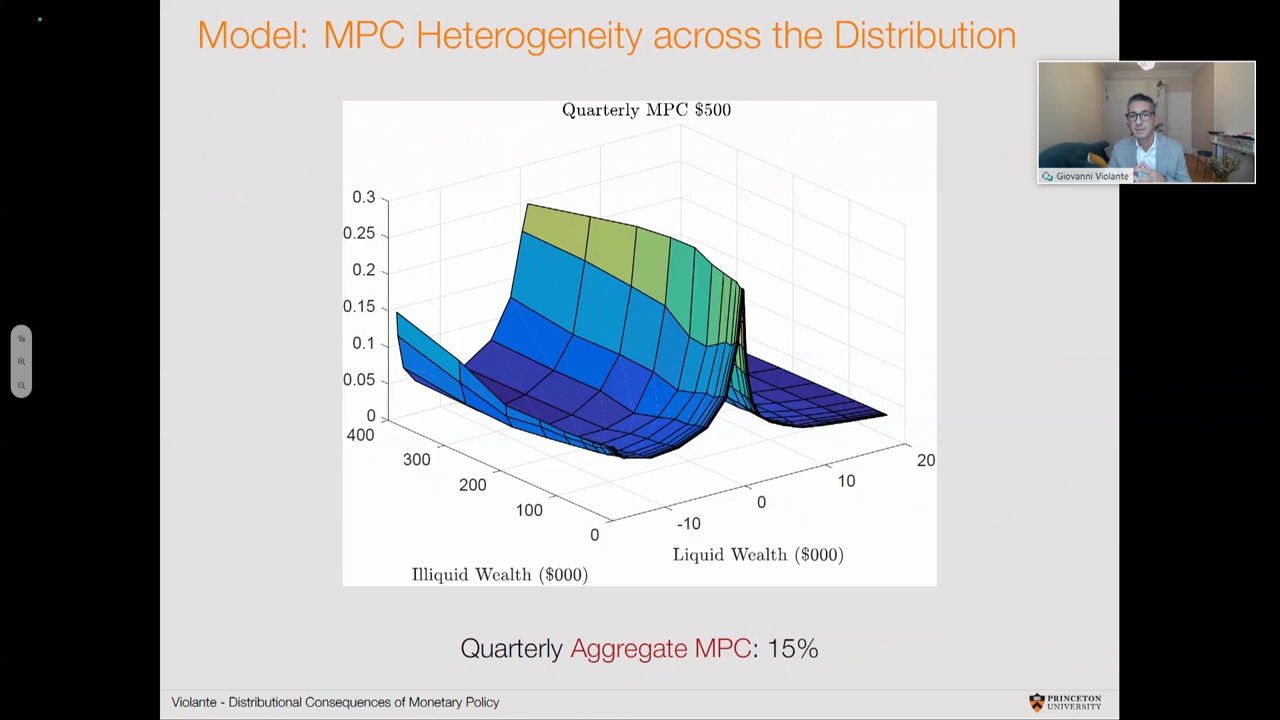 Model: MPC Heterogeneity across the Distribution
Giovanni Violante
Quarterly MPC $500
0.3
0.25
0.2
0.15
0.1
0.05
0
400
300
200
100
0
-10
0
10
20
Liquid Wealth ($000)
Illiquid Wealth ($000)
Quarterly Aggregate MPC: 15%
Violante - Distributional Consequences of Monetary Policy
PRINCETON
UNIVERSITY